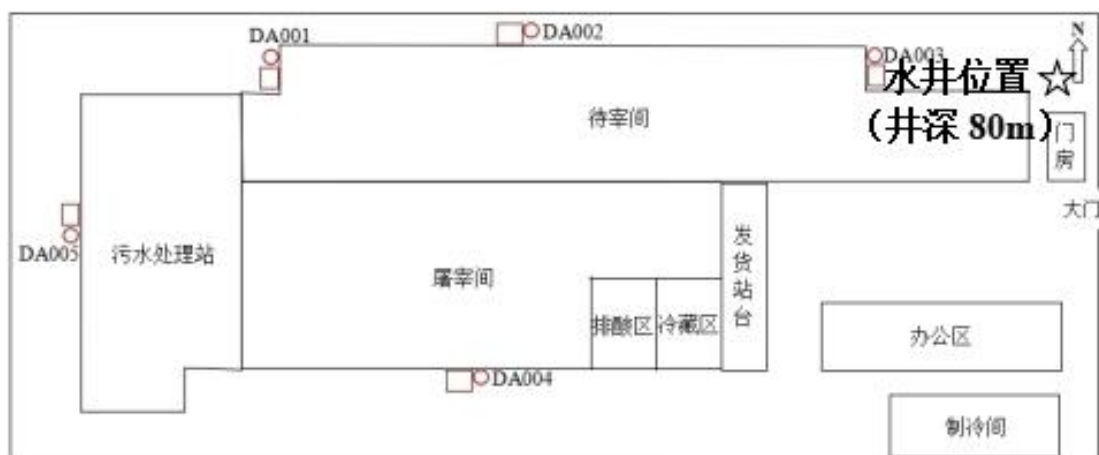 DA001
DA002
DA003
N
水井位置☆
(井深 80m)
待宰间
门房
大门
DA005
污水处理站
屠宰间
发货站台
排酸区
冷藏区
办公区
DA004
制冷间